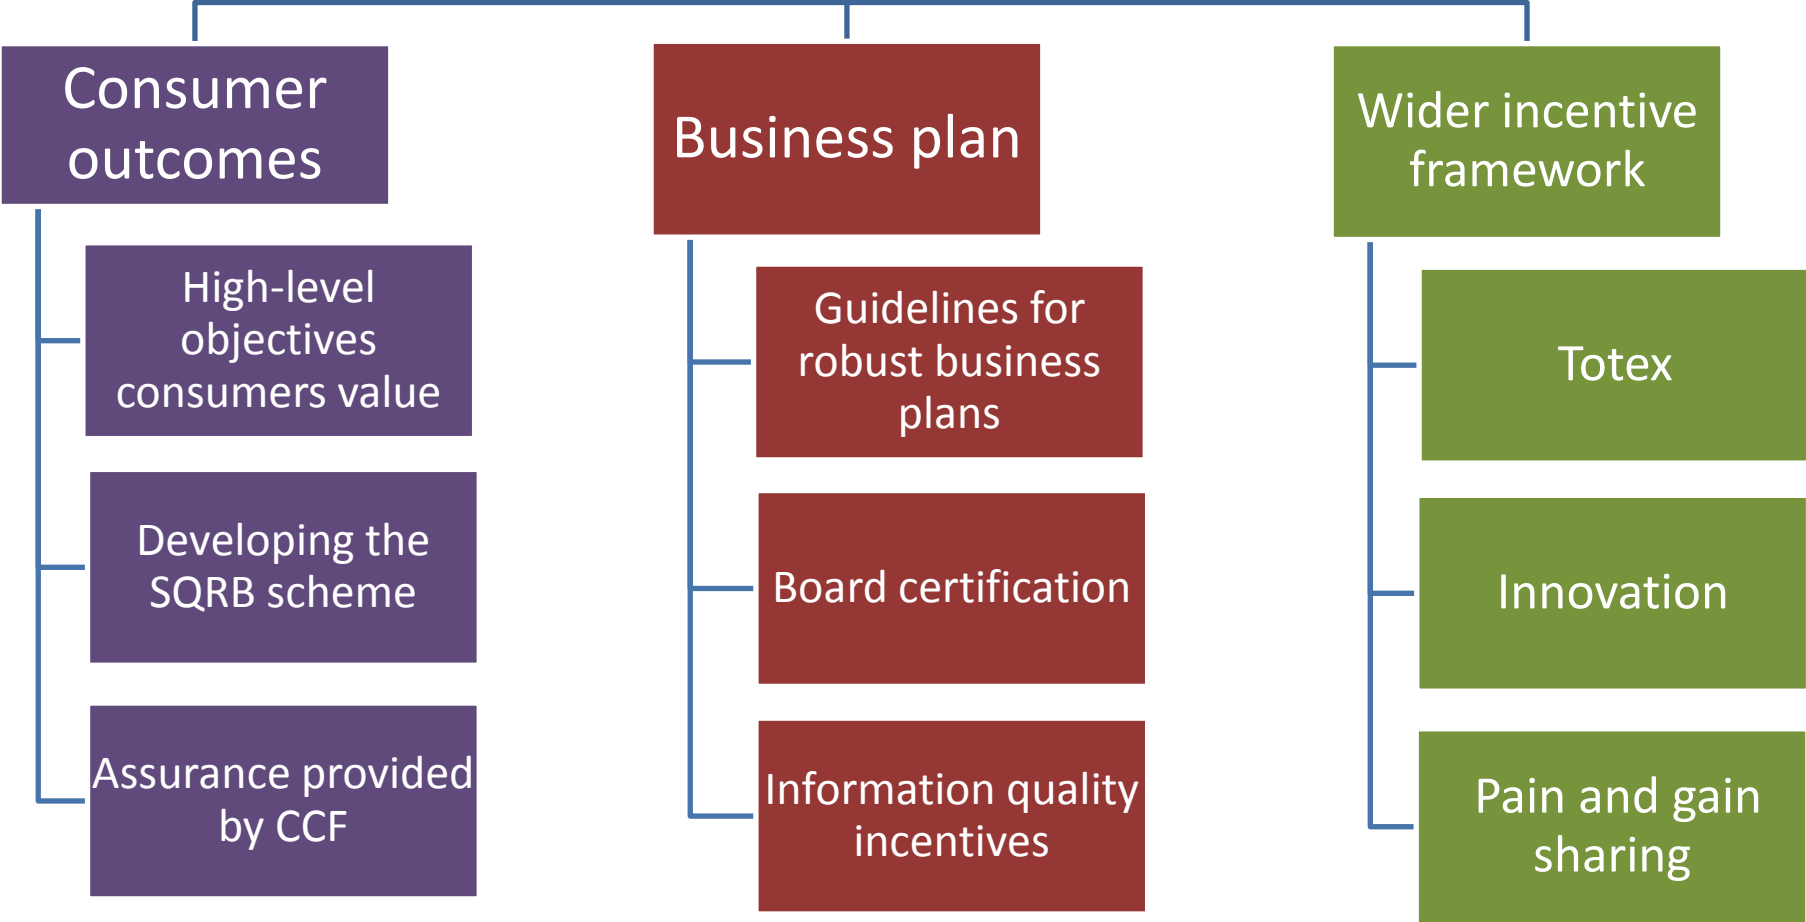 Consumer
outcomes
High-level
objectives
consumers value
Developing the
SQRB scheme
Assurance provided
by CCF
Business plan
Guidelines for
robust business
plans
Board certification
Information quality
incentives
Wider incentive
framework
Totex
Innovation
Pain and gain
sharing